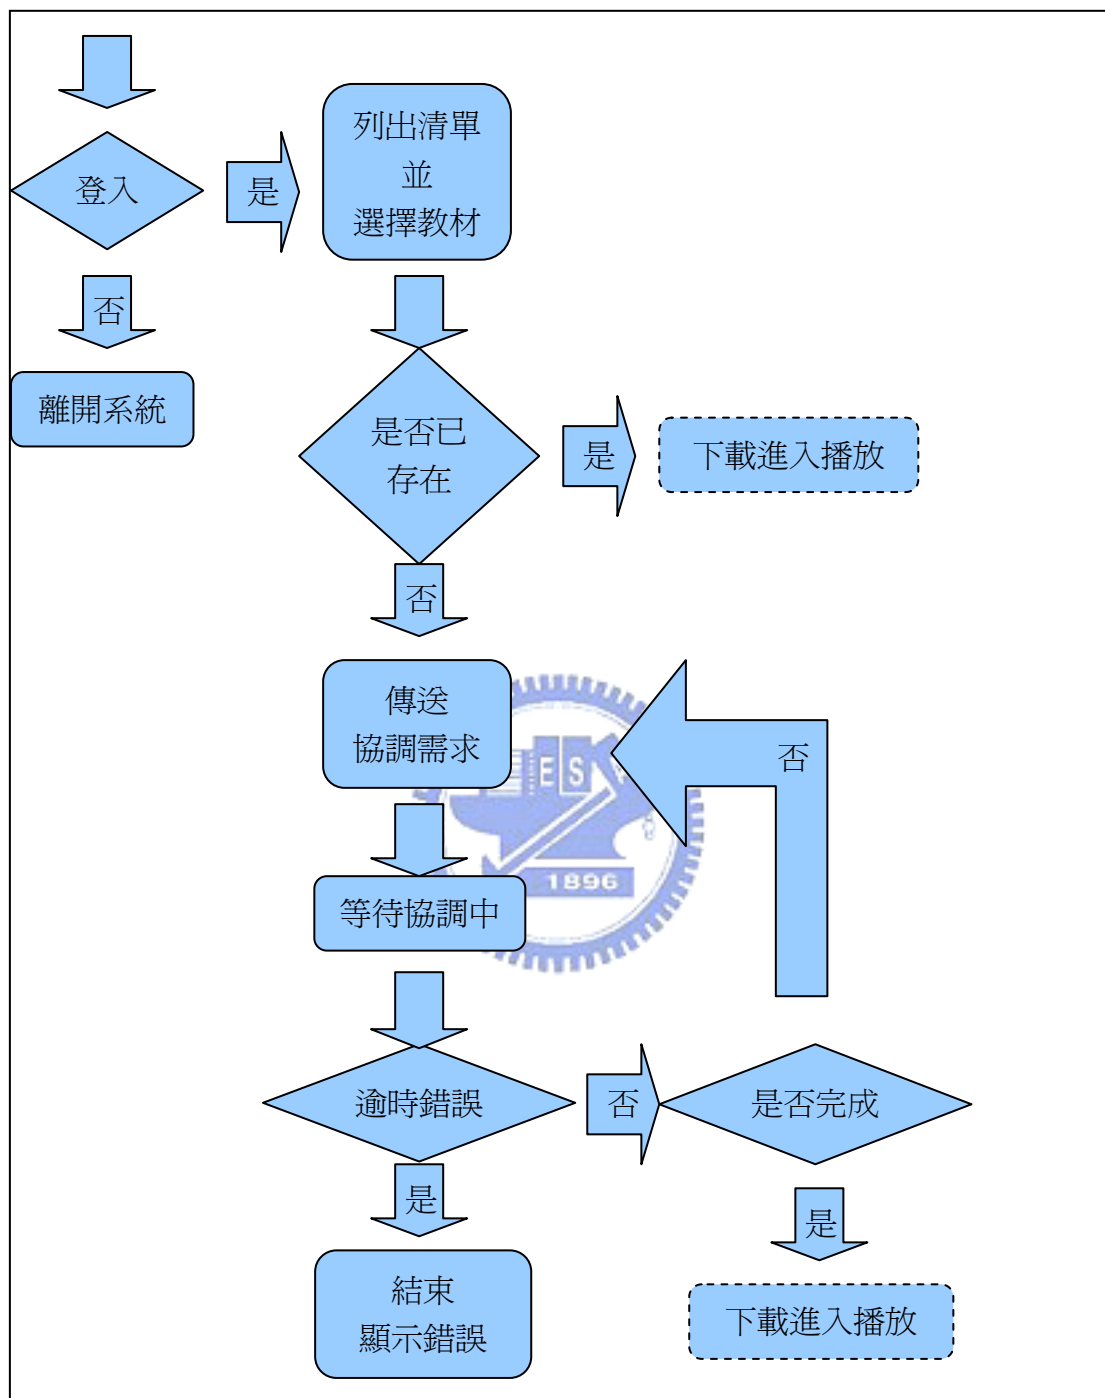 登入
是
列出清單
並
選擇教材
否
離開系統
是否已
存在
是
下載進入播放
否
傳送
協調需求
否
ES
1896
等待協調中
逾時錯誤
否
是否完成
是
是
結束
顯示錯誤
下載進入播放